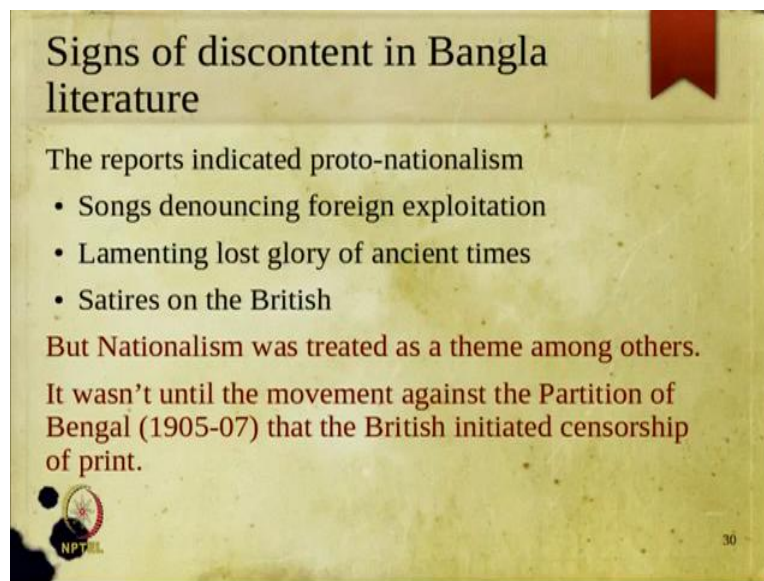 Signs of discontent in Bangla
literature
The reports indicated proto-nationalism
• Songs denouncing foreign exploitation
• Lamenting lost glory of ancient times
• Satires on the British
But Nationalism was treated as a theme among others.
It wasn't until the movement against the Partition of
Bengal (1905-07) that the British initiated censorship
of print.
NPTEL
30